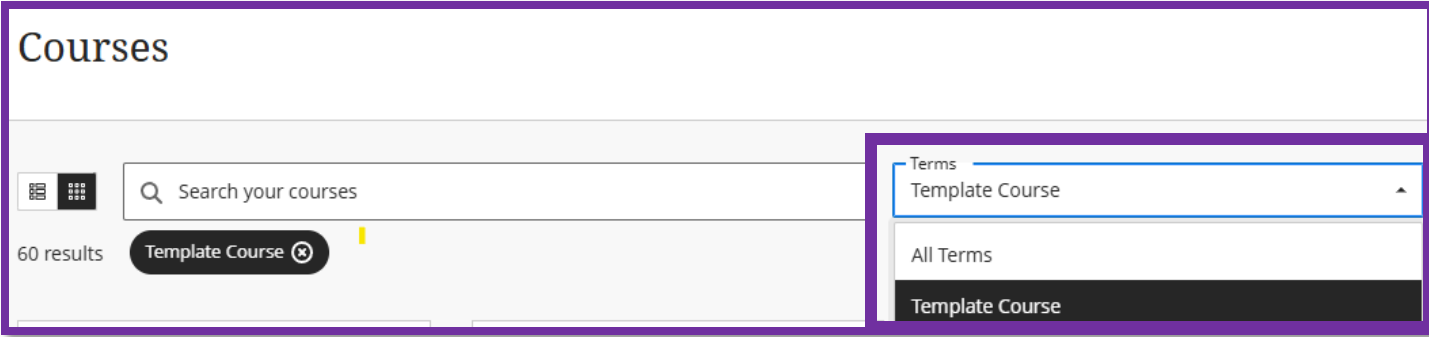 Courses
Search your courses
60 results
Template Course
Terms
Template Course
All Terms
Template Course